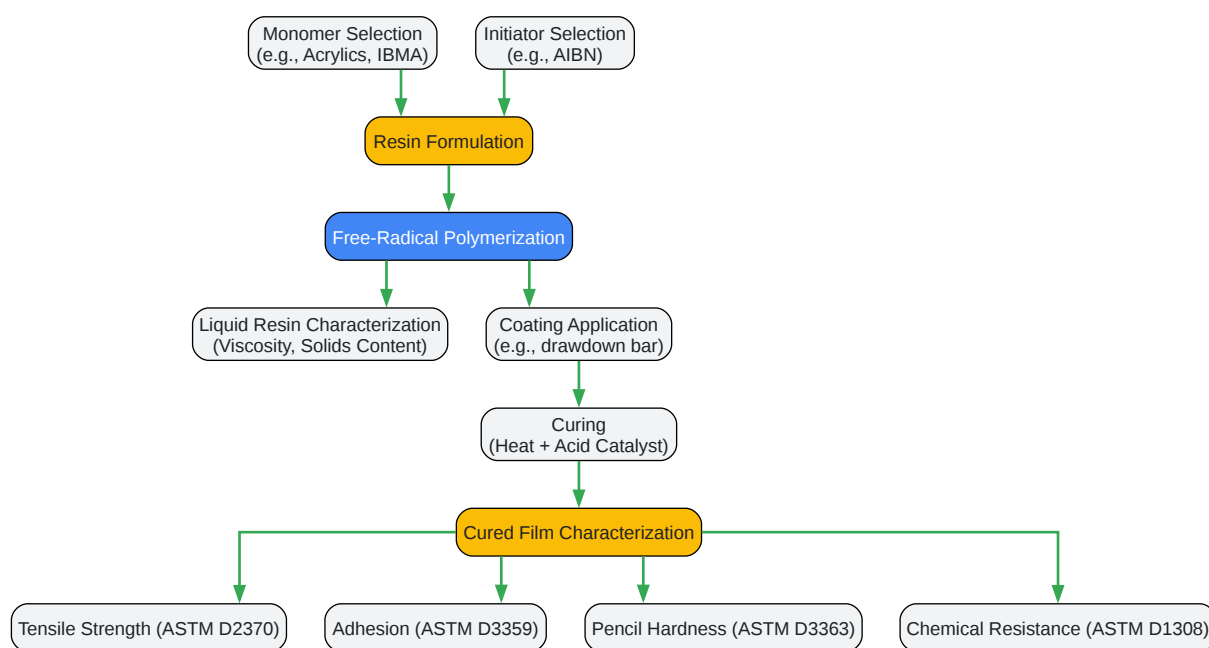 Monomer Selection
(e.g., Acrylics, IBMA)
Initiator Selection
(e.g., AIBN)
Resin Formulation
Free-Radical Polymerization
Liquid Resin Characterization
(Viscosity, Solids Content)
Coating Application
(e.g., drawdown bar)
Curing
(Heat + Acid Catalyst)
Cured Film Characterization
Tensile Strength (ASTM D2370)
Adhesion (ASTM D3359)
Pencil Hardness (ASTM D3363)
Chemical Resistance (ASTM D1308)